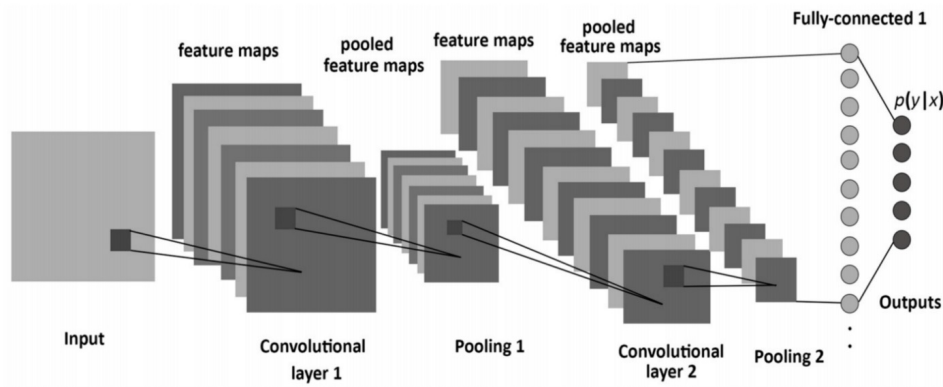 Fully-connected 1
feature maps
pooled
feature maps
feature maps
pooled
feature maps
p(y|x)
Outputs
Input
Convolutional
layer 1
Pooling 1
Convolutional
layer 2
Pooling 2